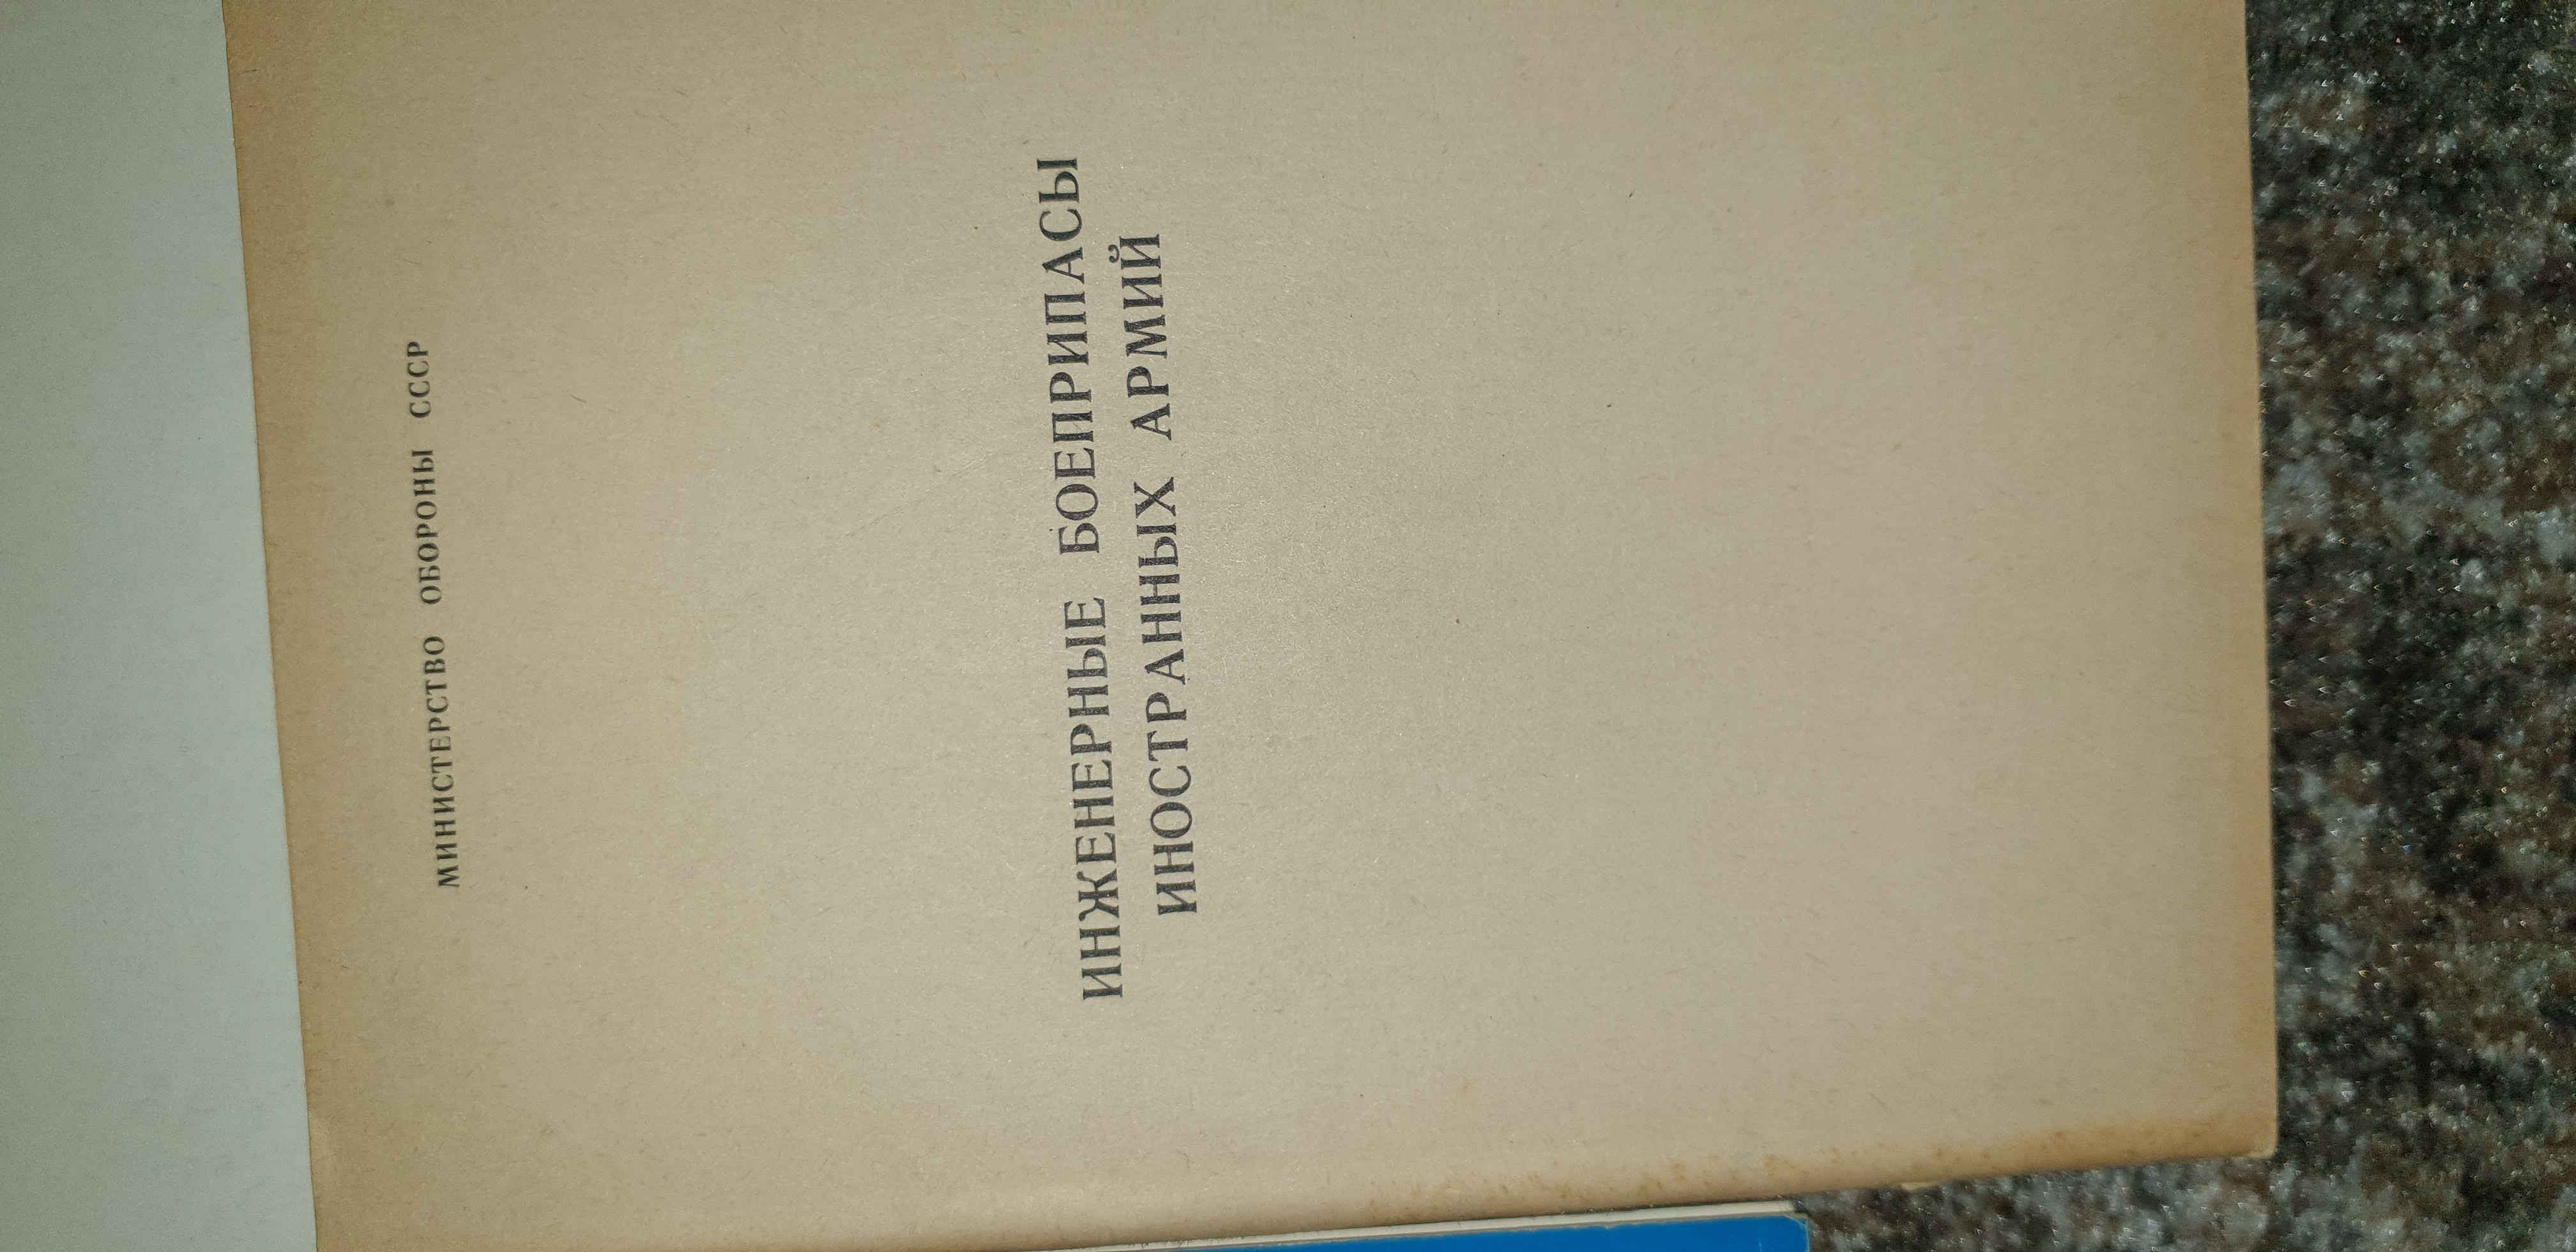 МИНИСТЕРСТВО ОБОРОНЫ СССР
ИНЖЕНЕРНЫЕ БОЕПРИПАСЫ
ИНОСТРАННЫХ АРМИЙ